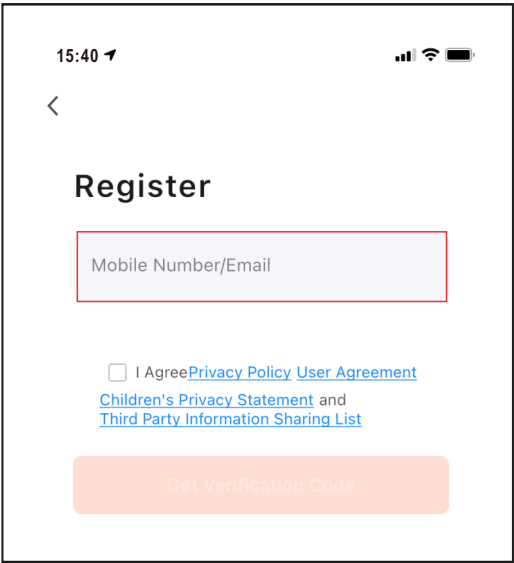 15:40
Register
Mobile Number/Email
I AgreePrivacy Policy User Agreement
Children's Privacy Statement and
Third Party Information Sharing List
Get Verification Code